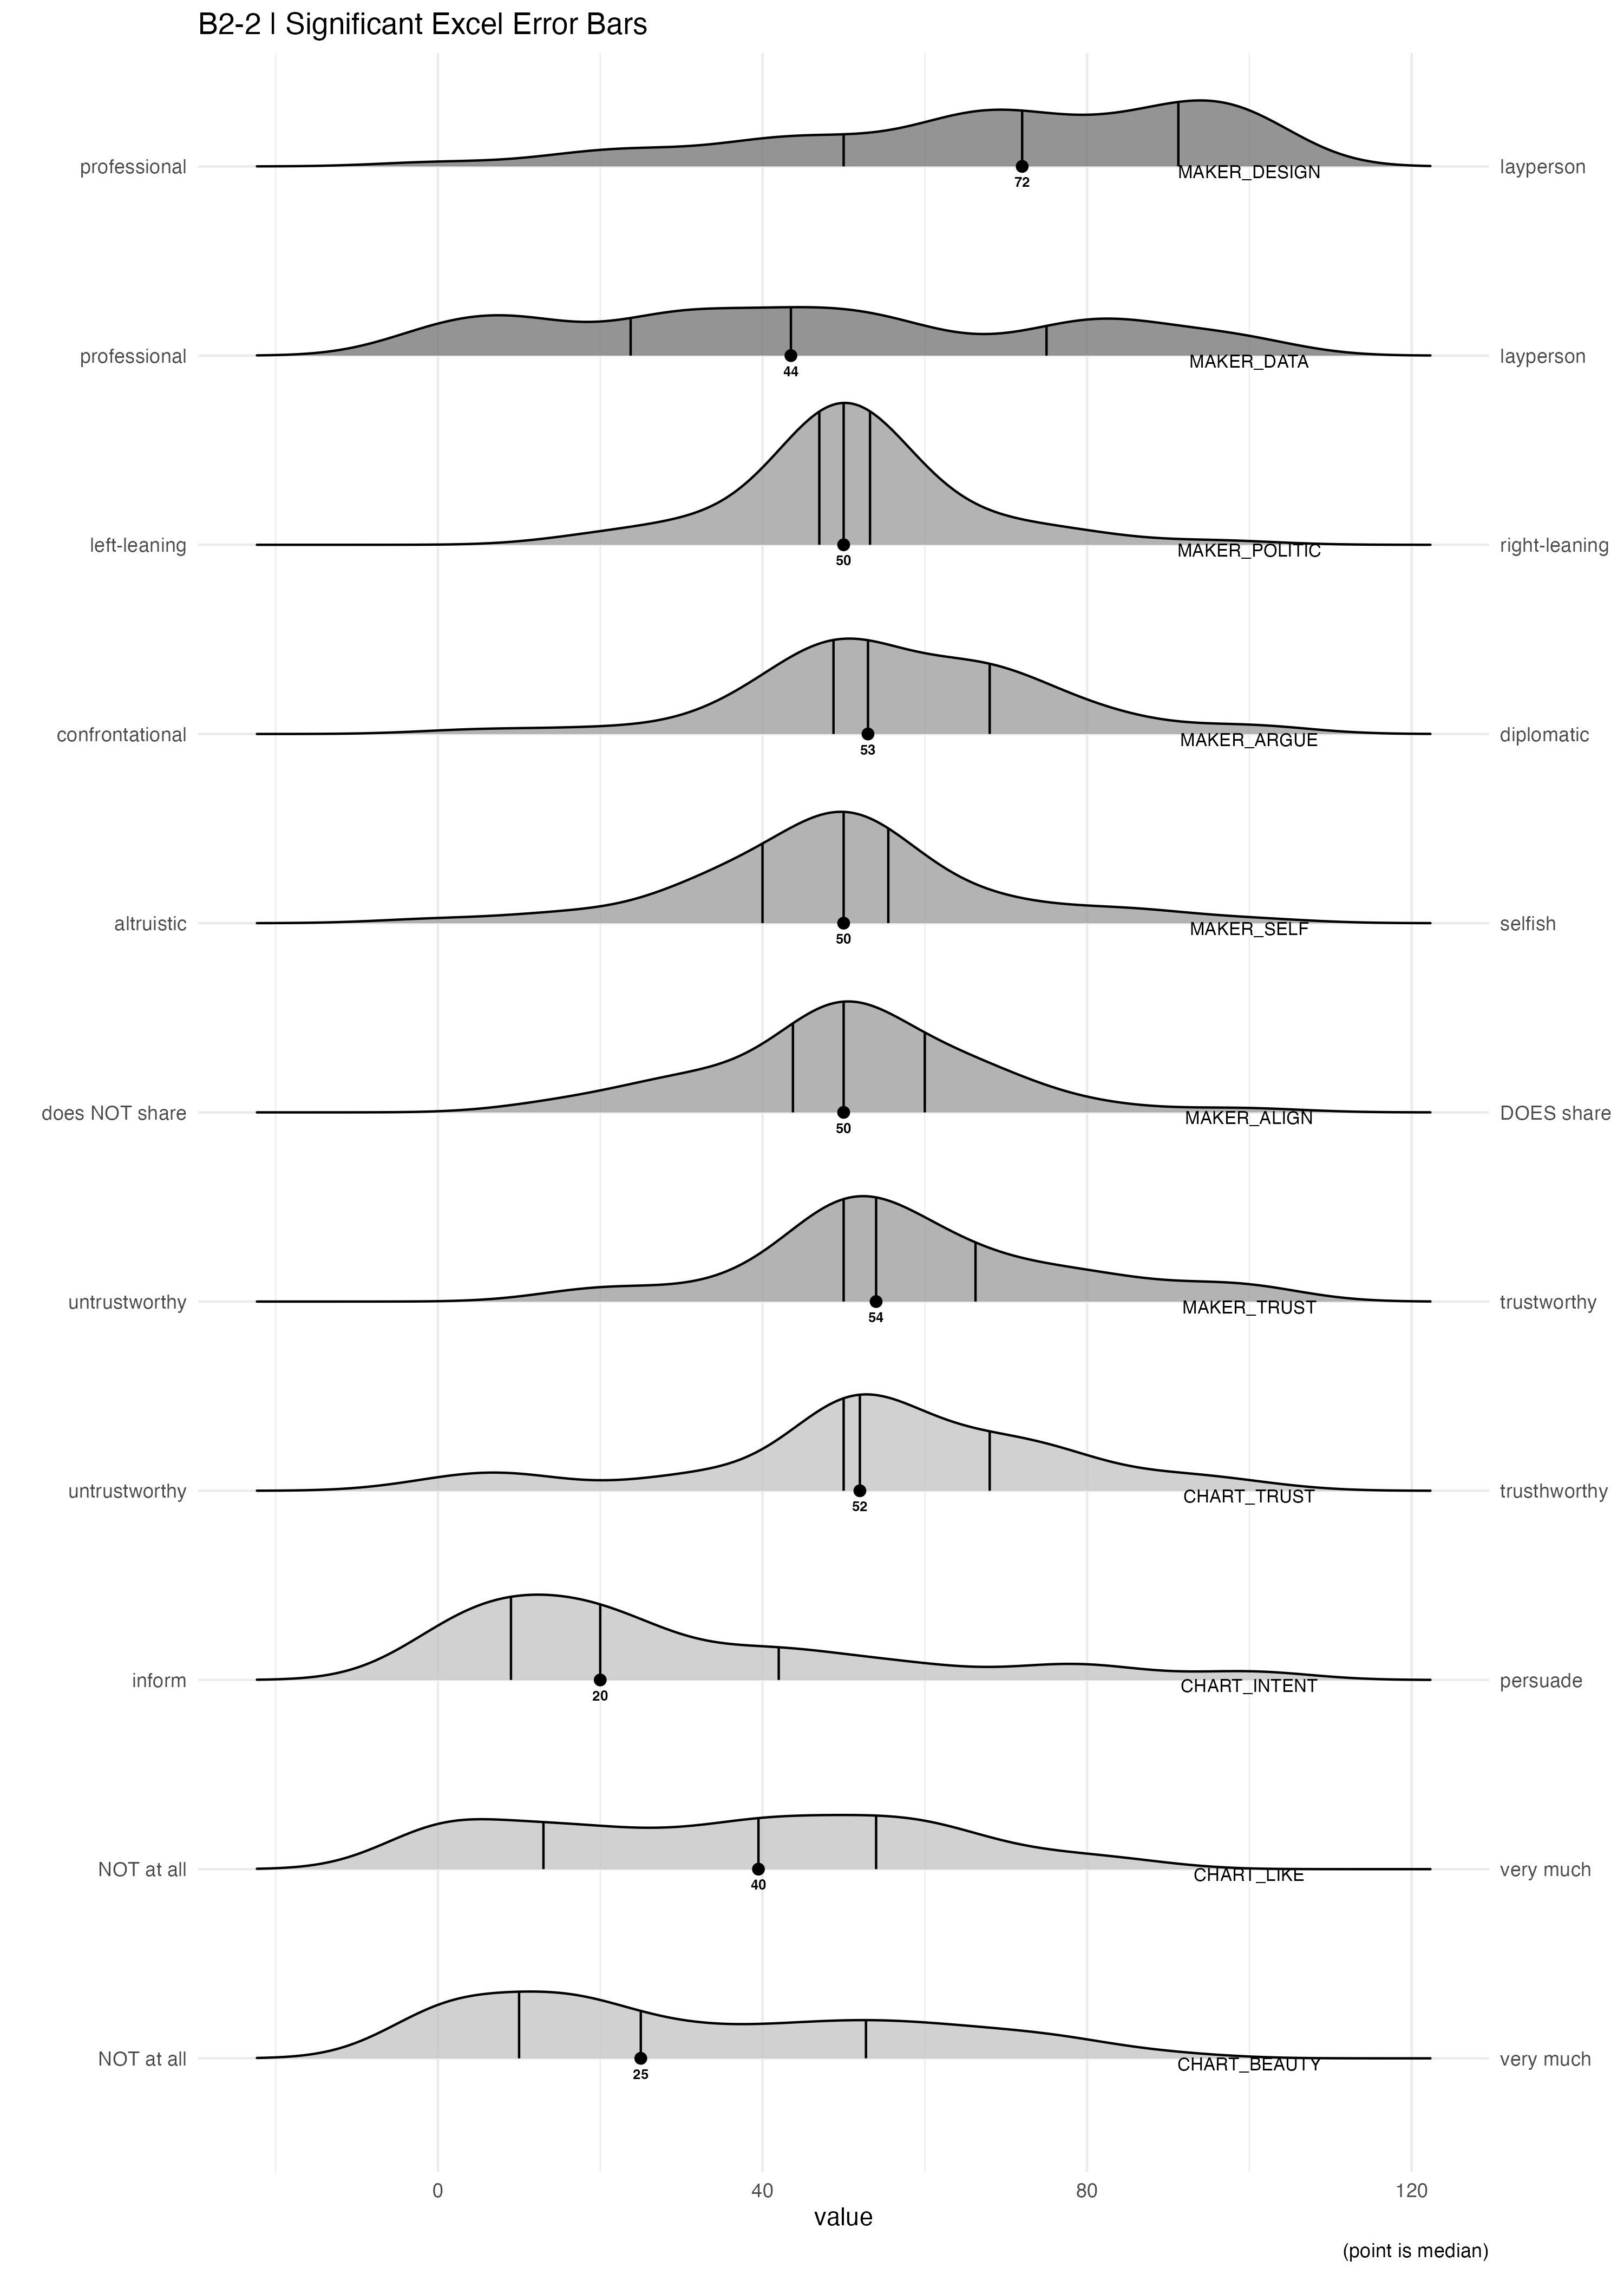 B2-2 | Significant Excel Error Bars
professional
MAKER_DESIGN
layperson
72
professional
MAKER_DATA
layperson
44
left-leaning
MAKER_POLITIC
right-leaning
50
confrontational
MAKER_ARGUE
diplomatic
53
altruistic
MAKER_SELF
selfish
50
does NOT share
MAKER_ALIGN
DOES share
50
untrustworthy
MAKER_TRUST
trustworthy
54
untrustworthy
CHART_TRUST
trusthworthy
52
inform
CHART_INTENT
persuade
20
NOT at all
CHART_LIKE
very much
40
NOT at all
CHART_BEAUTY
very much
25
0 40 80 120
value
(point is median)